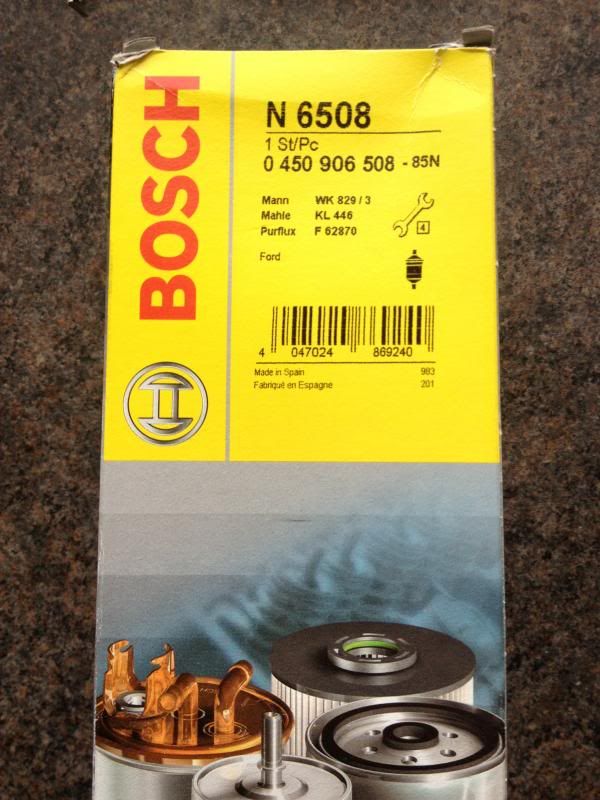 BOSCH
N 6508
1 St/Pc
0 450 906 508 - 85N
Mann WK 829 / 3
Mahle KL 446
Purflux F 62870
4
Ford
4 047024 869240
Made in Spain 983
Fabriqué en Espagne 201